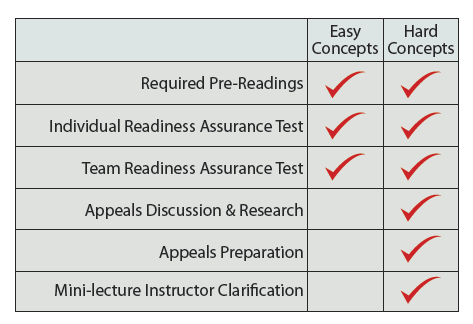 Easy Concepts
Hard Concepts
Required Pre-Readings
Individual Readiness Assurance Test
Team Readiness Assurance Test
Appeals Discussion & Research
Appeals Preparation
Mini-lecture Instructor Clarification